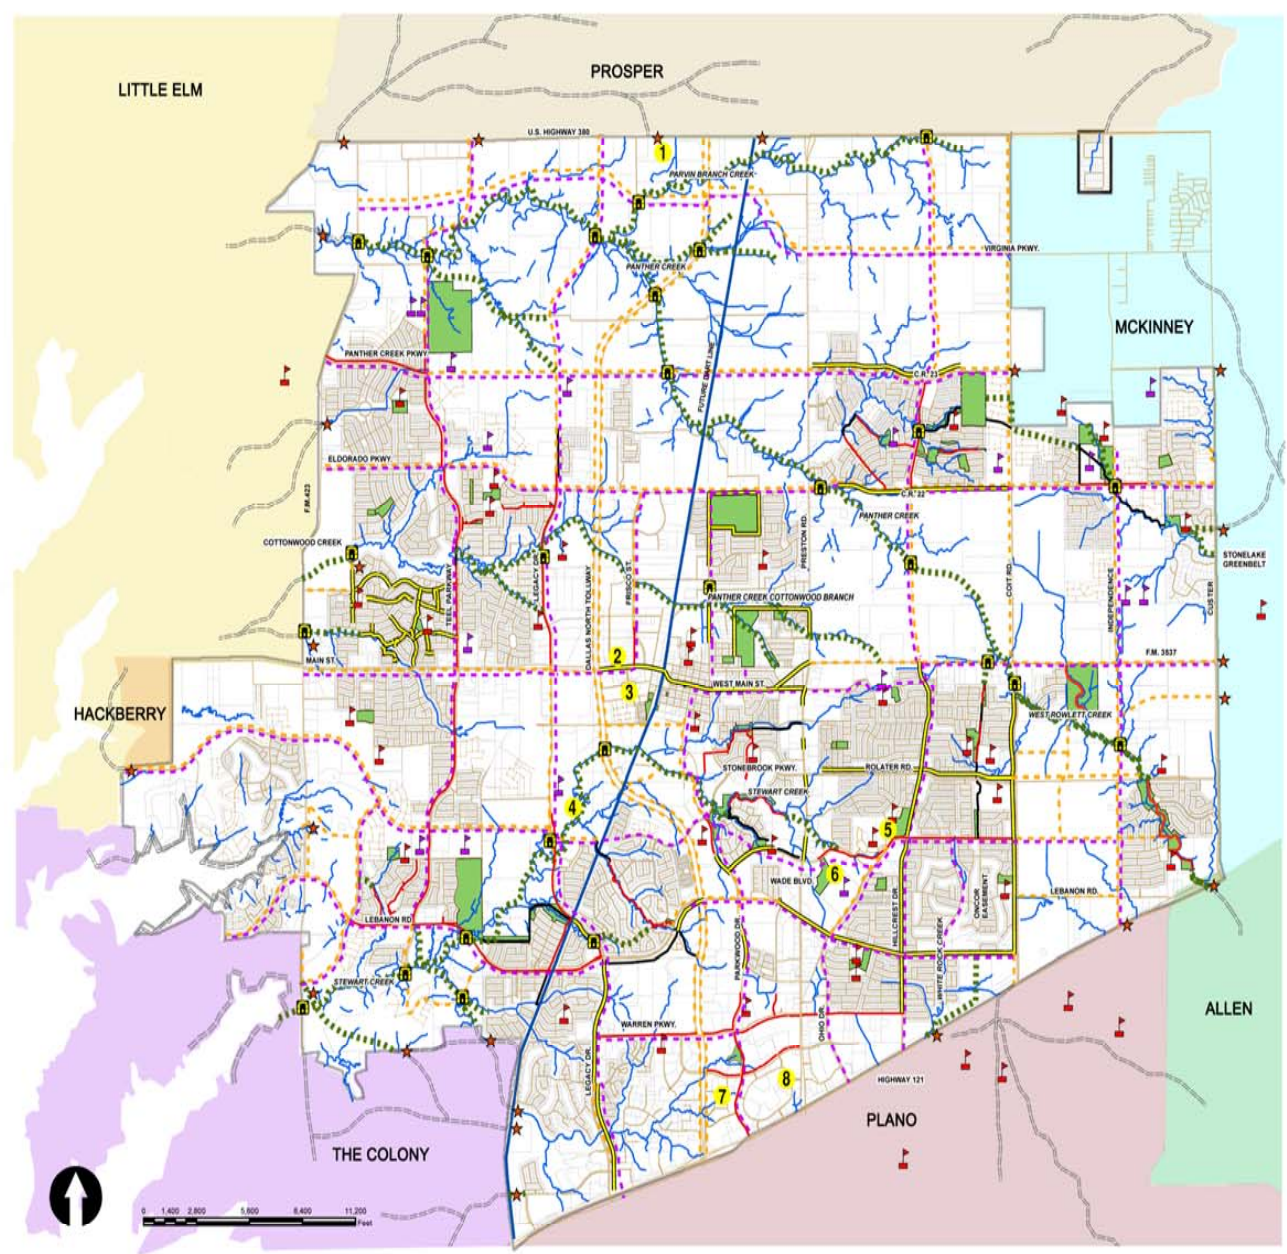 PROSPER
LITTLE ELM
U.S. HIGHWAY 380
1
PARVIN BRANCH CREEK
VIRGINIA PKWY.
PANTHER CREEK
MCKINNEY
PANTHER CREEK PKWY
FUTURE DART LINE
C.R. 23
ELDORADO PKWY.
F.M. 423
C.R. 22
PANTHER CREEK
PRESTON RD.
COTTONWOOD CREEK
STONELAKE
GREENBELT
TEEL PARKWAY
LEGACY DR.
DALLAS NORTH TOLLWAY
FRISCO ST.
COIT RD.
INDEPENDENCE
CUSTER
PANTHER CREEK COTTONWOOD BRANCH
MAIN ST.
2
F.M. 3537
WEST MAIN ST.
3
HACKBERRY
WEST ROWLETT CREEK
STONEBROOK PKWY.
ROLATER RD.
STEWART CREEK
4
5
6
WADE BLVD.
LEBANON RD.
ONCOR
EASEMENT
HILLCREST DR.
LEBANON RD.
WHITE ROCK CREEK
PARKWOOD DR.
STEWART CREEK
ALLEN
WARREN PKWY.
OHIO DR.
LEGACY DR.
8
7
HIGHWAY 121
PLANO
THE COLONY
0 1,400 2,800 5,600 8,400 11,200
Feet